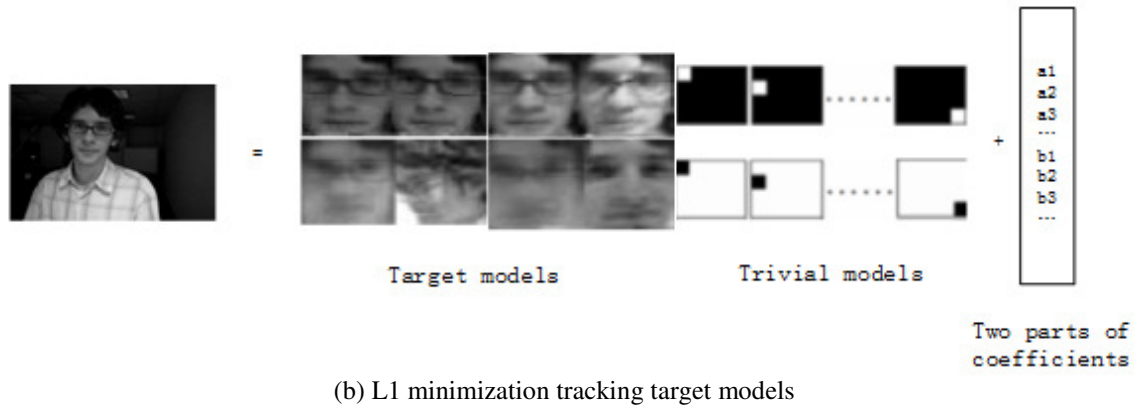 =
+
a1
a2
a3
---
b1
b2
b3
---
Target models
Trivial models
Two parts of
coefficients
(b) L1 minimization tracking target models